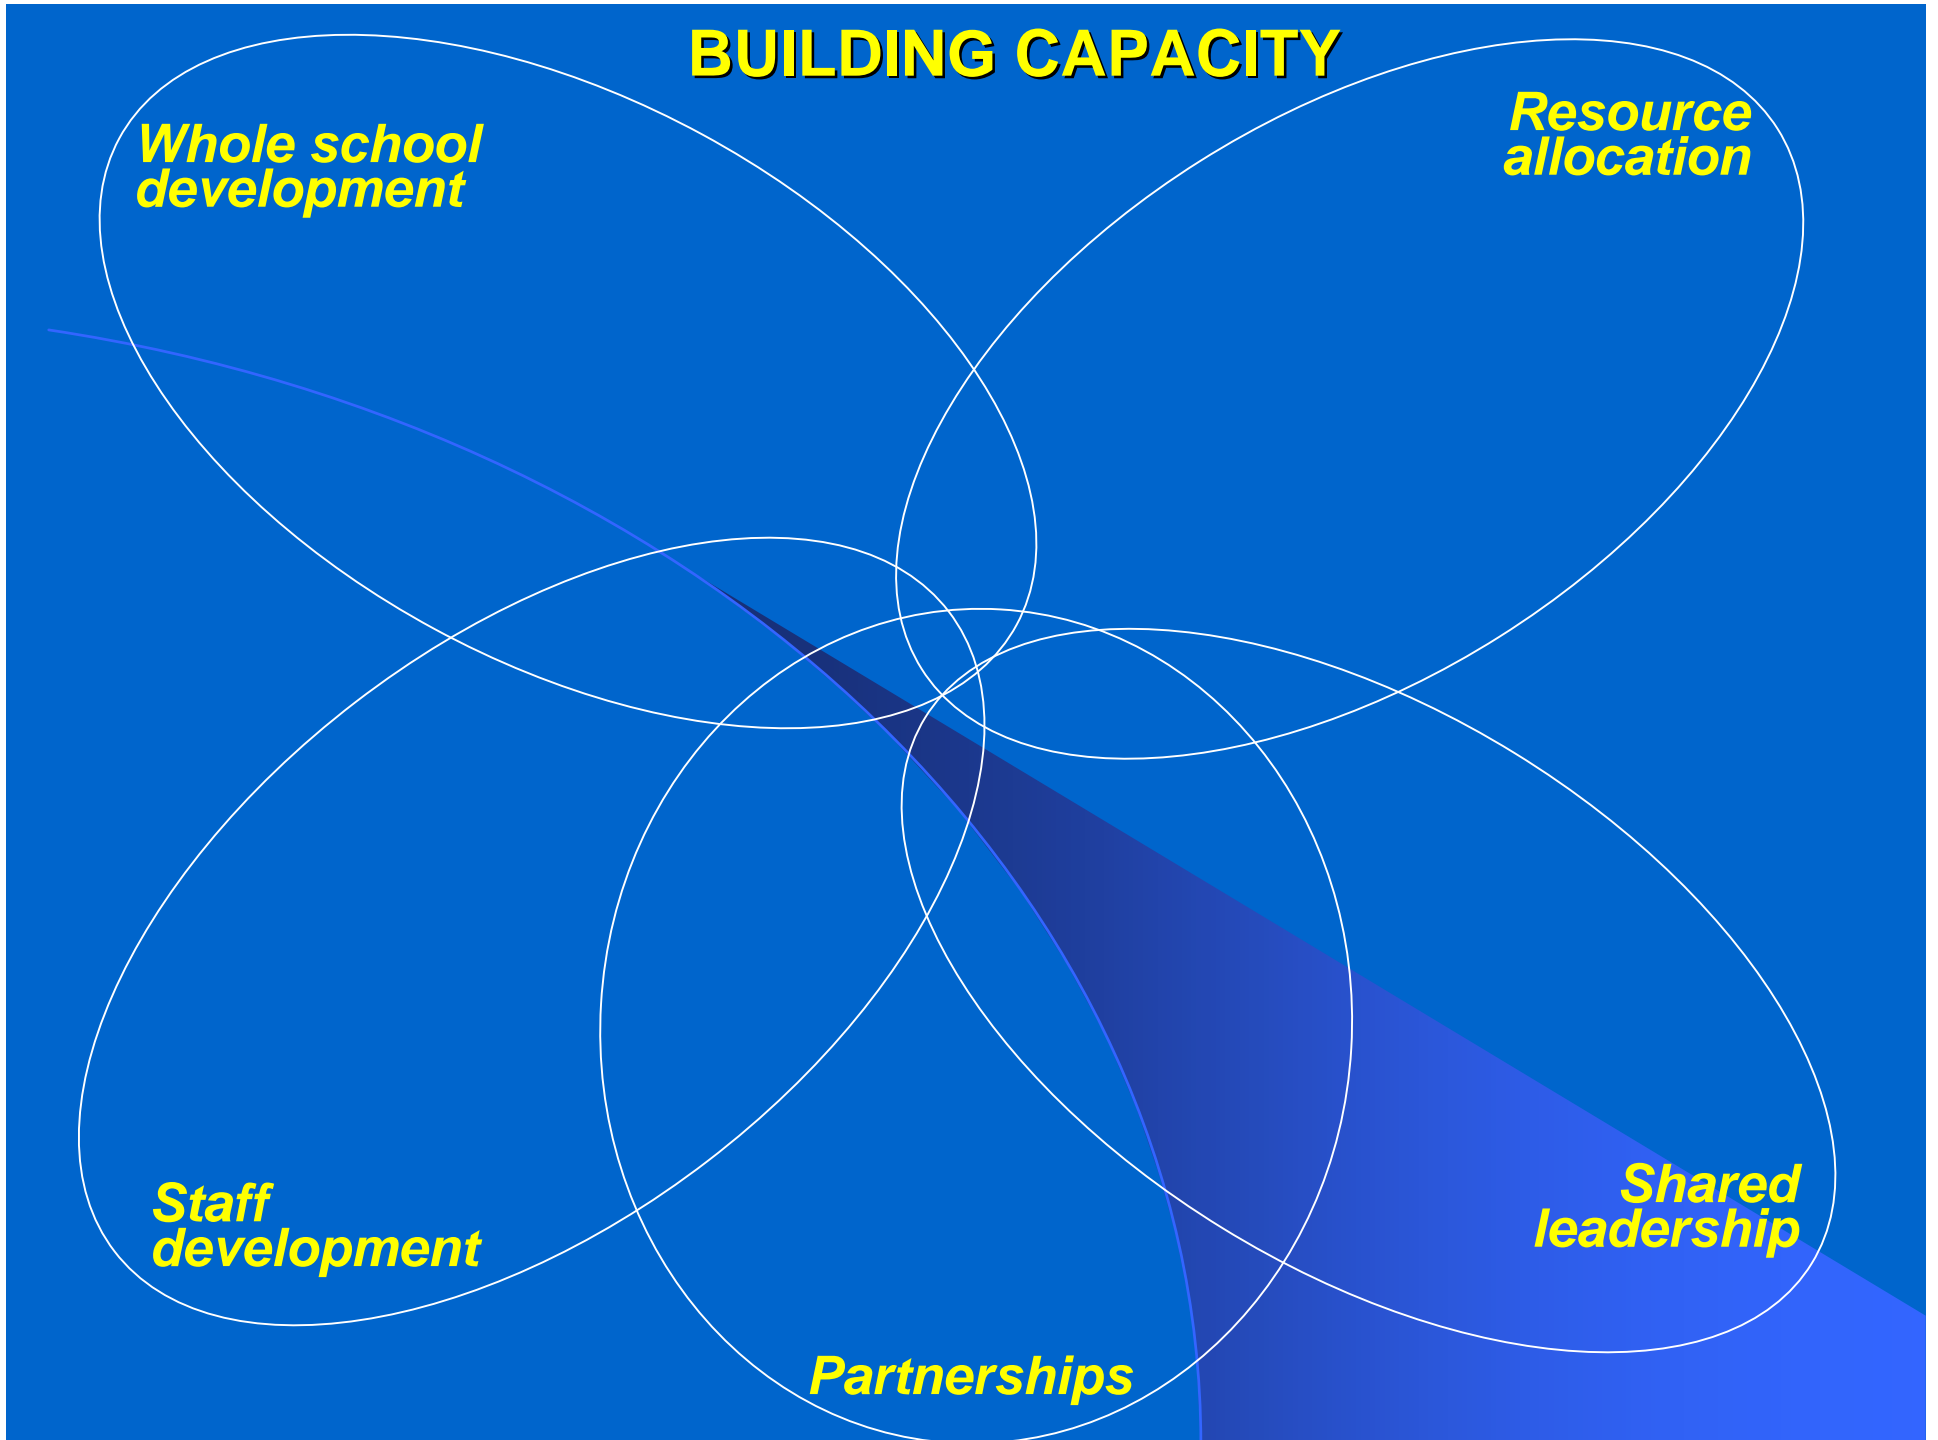 BUILDING CAPACITY
Whole school
development
Resource
allocation
Staff
development
Shared
leadership
Partnerships